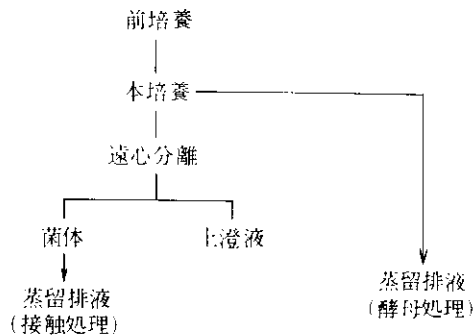 前培養
本培養
遠心分離
菌体
上澄液
蒸留排液
(接触処理)
蒸留排液
(酵母処理)